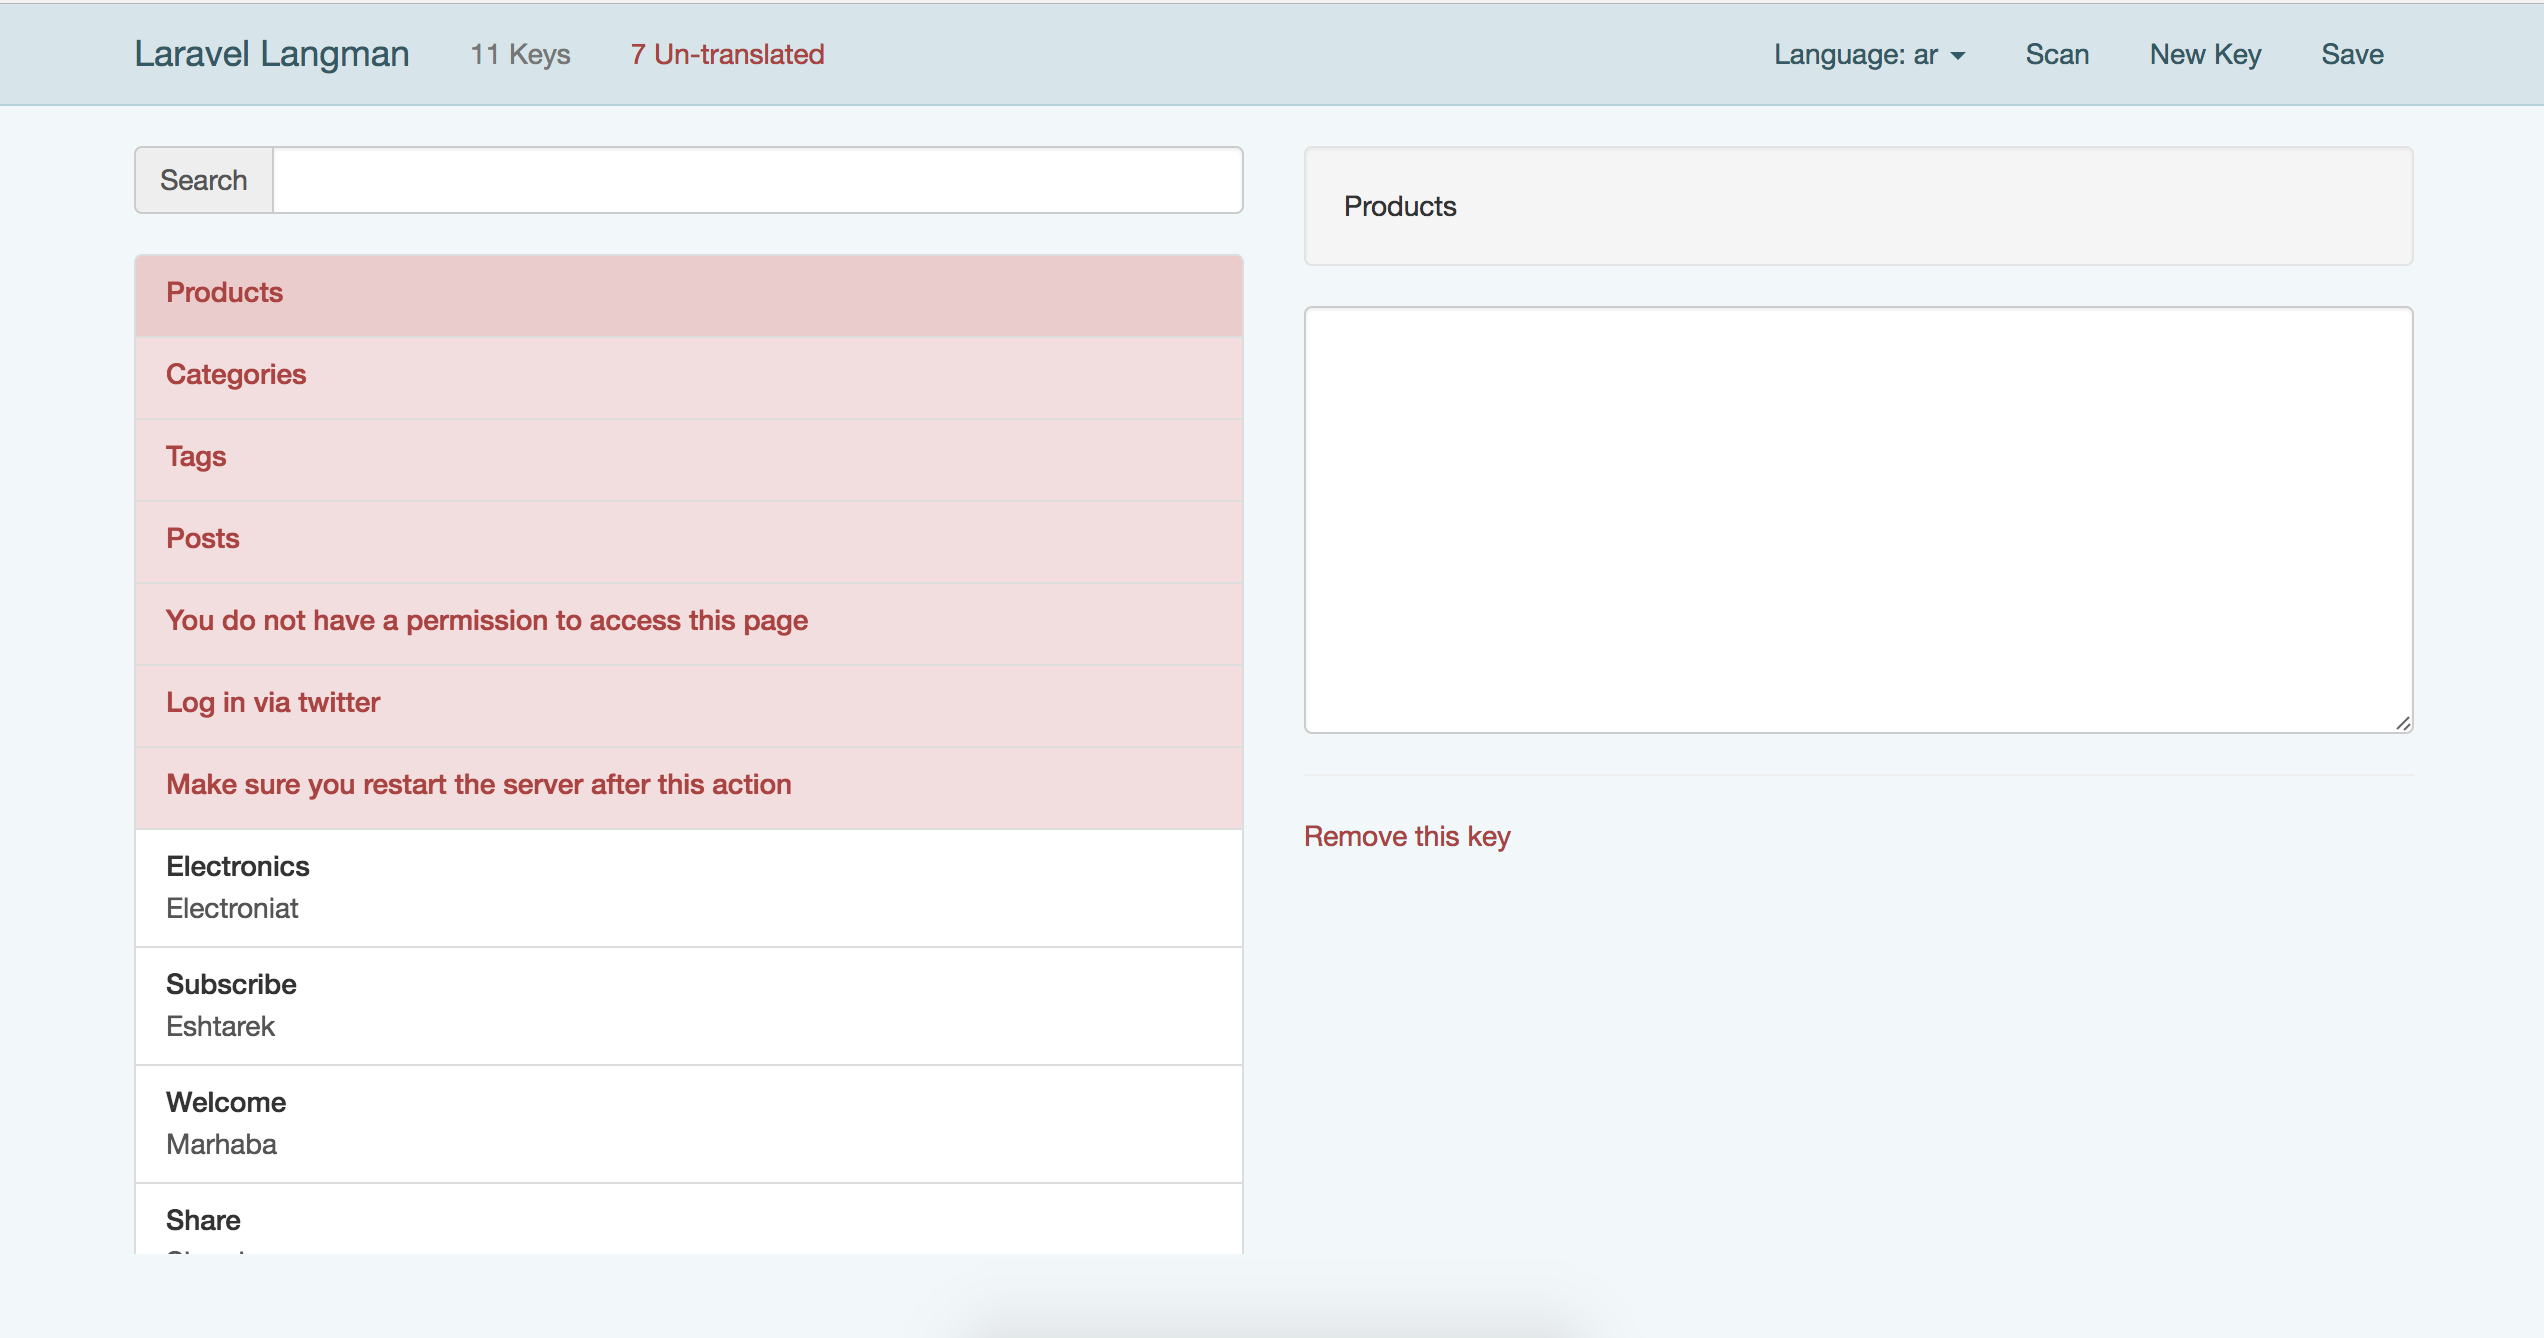 Laravel Langman 11 Keys 7 Un-translated Language: ar Scan New Key Save
Search
Products
Categories
Tags
Posts
You do not have a permission to access this page
Log in via twitter
Make sure you restart the server after this action
Electronics
Electroniat
Subscribe
Eshtarek
Welcome
Marhaba
Share
Products
Remove this key